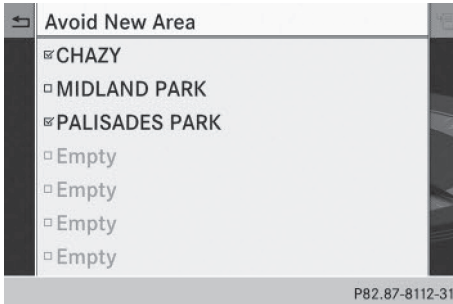 Avoid New Area
CHAZY
MIDLAND PARK
PALISADES PARK
Empty
Empty
Empty
Empty
P82.87-8112-31